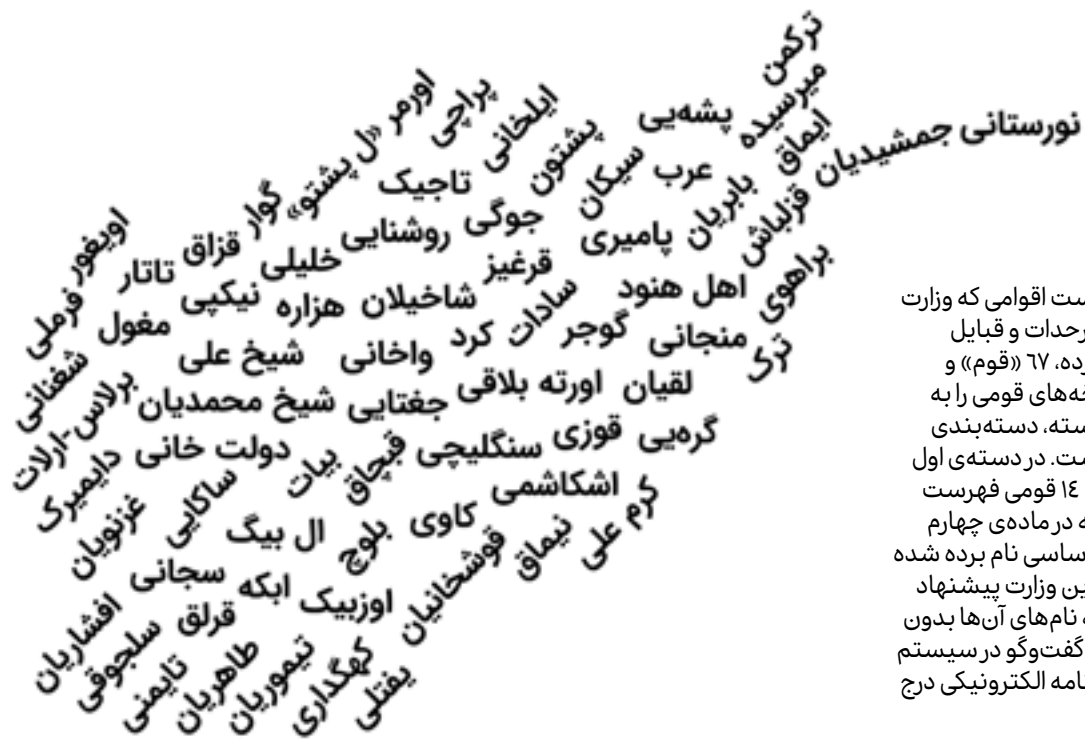 ترکمن
میرسیده
ایماق
نورستانی جمشیدیان
اورمر «ل پشتو»
پراچی
ایلخانی
پشتون
پشه‌یی
عرب
سیکان
بابریان
قزلباش
براهوی
ترک
تاجیک
جوگی
گوار
روشنایی
پامیری
قزاق
خلیلی
قرغیز
اهل هنود
تاتار
اویغور
فرملی
شغنانی
نیکپی
هزاره
شاخیلان
سادات
گوجر
منجانی
مغول
شیخ علی
واخانی
کرد
لقیان
اورته بلاقی
جغتایی
شیخ محمدیان
برلاس-ارلات
دایمیرک
دولت خانی
بیات
قبچاق
سنگلیچی
قوزی
گره‌یی
غزنویان
ساکایی
ال بیگ
بلوچ
کاوی
اشکاشمی
کرم علی
نیماق
قوشخانیان
اوزبیک
ابکه
سجانی
افشاریان
قرلق
سلجوقی
تایمنی
طاهریان
تیموریان
کهگداری
یفتلی
ست اقوامی که وزارت
رحدات و قبایل
رده، ٦٧ «قوم» و
خه‌های قومی را به
سته، دسته‌بندی
ست. در دسته‌ی اول
١٤ قومی فهرست
ه در ماده‌ی چهارم
ساسی نام برده شده
ین وزارت پیشنهاد
نام‌های آن‌ها بدون
گفت‌وگو در سیستم
نامه الکترونیکی درج